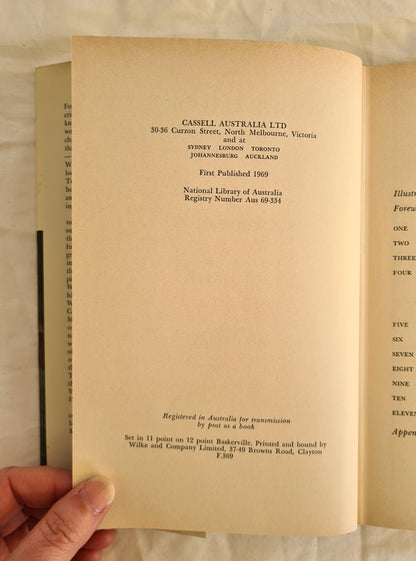 CASSELL AUSTRALIA LTD
30-36 Curzon Street, North Melbourne, Victoria
and at
SYDNEY LONDON TORONTO
JOHANNESBURG AUCKLAND
First Published 1969
National Library of Australia
Registry Number Aus 69-334
Registered in Australia for transmission
by post as a book
Set in 11 point on 12 point Baskerville. Printed and bound by
Wilke and Company Limited, 37-49 Browns Road, Clayton
F.369
Illustr
Forew
ONE
TWO
THREE
FOUR
FIVE
SIX
SEVEN
EIGHT
NINE
TEN
ELEVEN
Appen